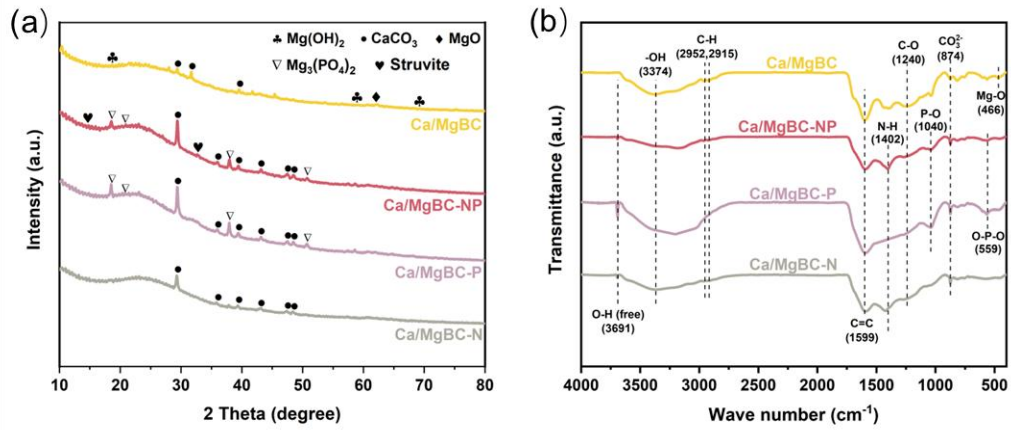 (a)
♣ Mg(OH)₂ ● CaCO₃ ♦ MgO
▽ Mg₃(PO₄)₂ ♥ Struvite
Ca/MgBC
Ca/MgBC-NP
Ca/MgBC-P
Ca/MgBC-N
Intensity (a.u.)
10 20 30 40 50 60 70 80
2 Theta (degree)
(b)
-OH
(3374)
C-H
(2952,2915)
C-O
(1240)
CO₃²⁻
(874)
Ca/MgBC
Mg-O
(466)
N-H
(1402)
P-O
(1040)
Ca/MgBC-NP
Ca/MgBC-P
O-P-O
(559)
Ca/MgBC-N
O-H (free)
(3691)
C=C
(1599)
Transmittance (a.u.)
4000 3500 3000 2500 2000 1500 1000 500
Wave number (cm⁻¹)